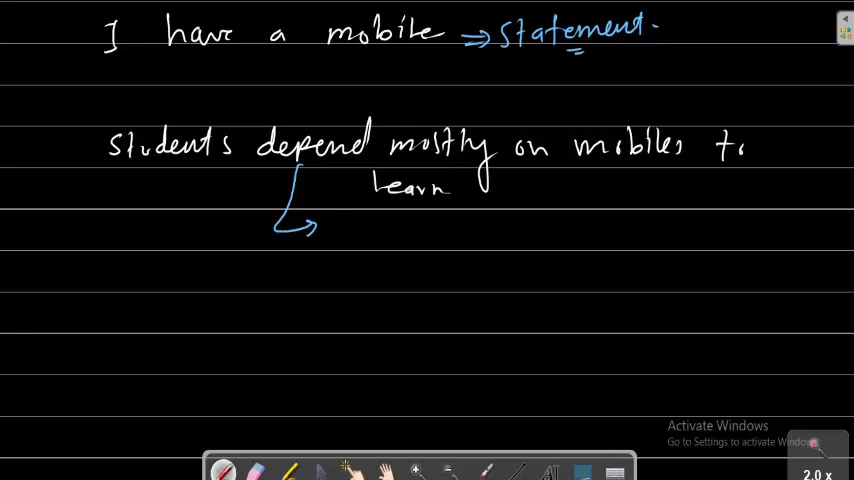 I have a mobile ⇒ statement.
students depend mostly on mobiles to
learn
Activate Windows
Go to Settings to activate Windows.
2.0 x